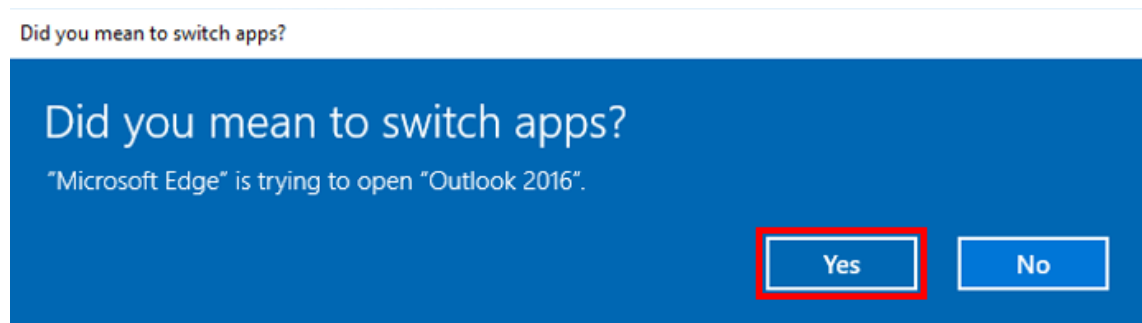 Did you mean to switch apps?
Did you mean to switch apps?
"Microsoft Edge" is trying to open "Outlook 2016".
Yes No